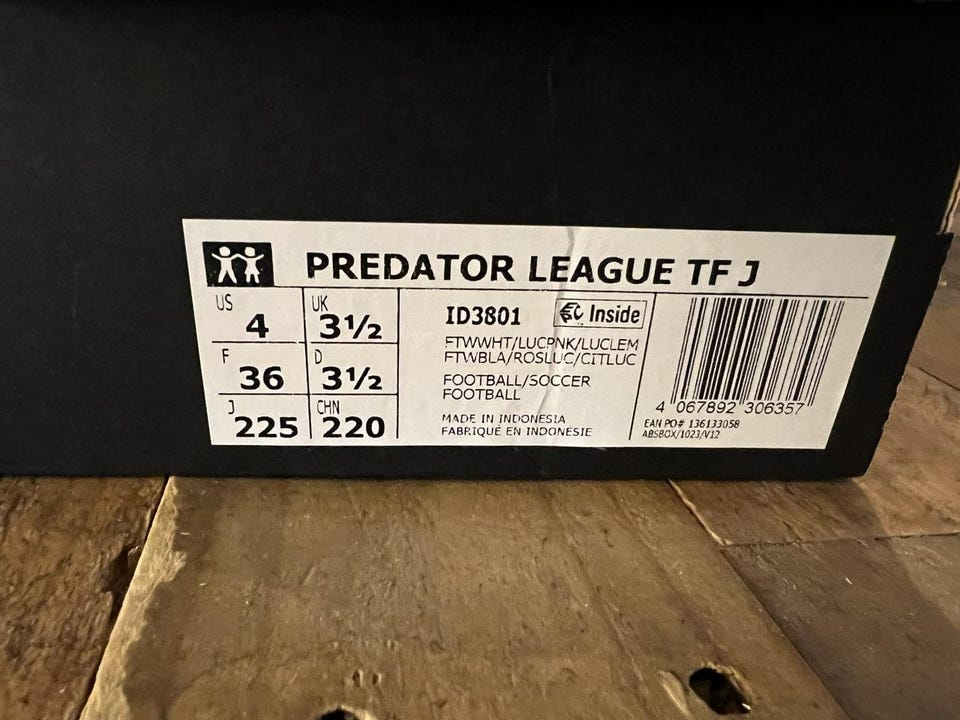 PREDATOR LEAGUE TF J
US 4 UK 3½
F 36 D 3½
J 225 CHN 220
ID3801 Inside
FTWWHT/LUCPNK/LUCLEM
FTWBLA/ROSLUC/CITLUC
FOOTBALL/SOCCER
FOOTBALL
MADE IN INDONESIA
FABRIQUÉ EN INDONESIE
4 067892 306357
EAN PO# 136133058
ABSBOX/1023/V12